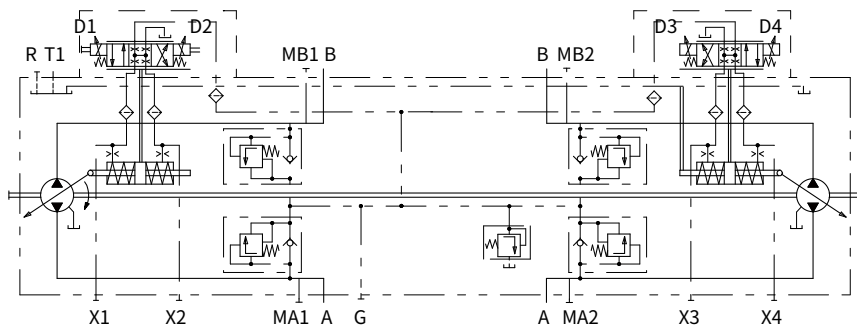 D1 D2 D3 D4
R T1 MB1 B B MB2
X1 X2 MA1 A G A MA2 X3 X4